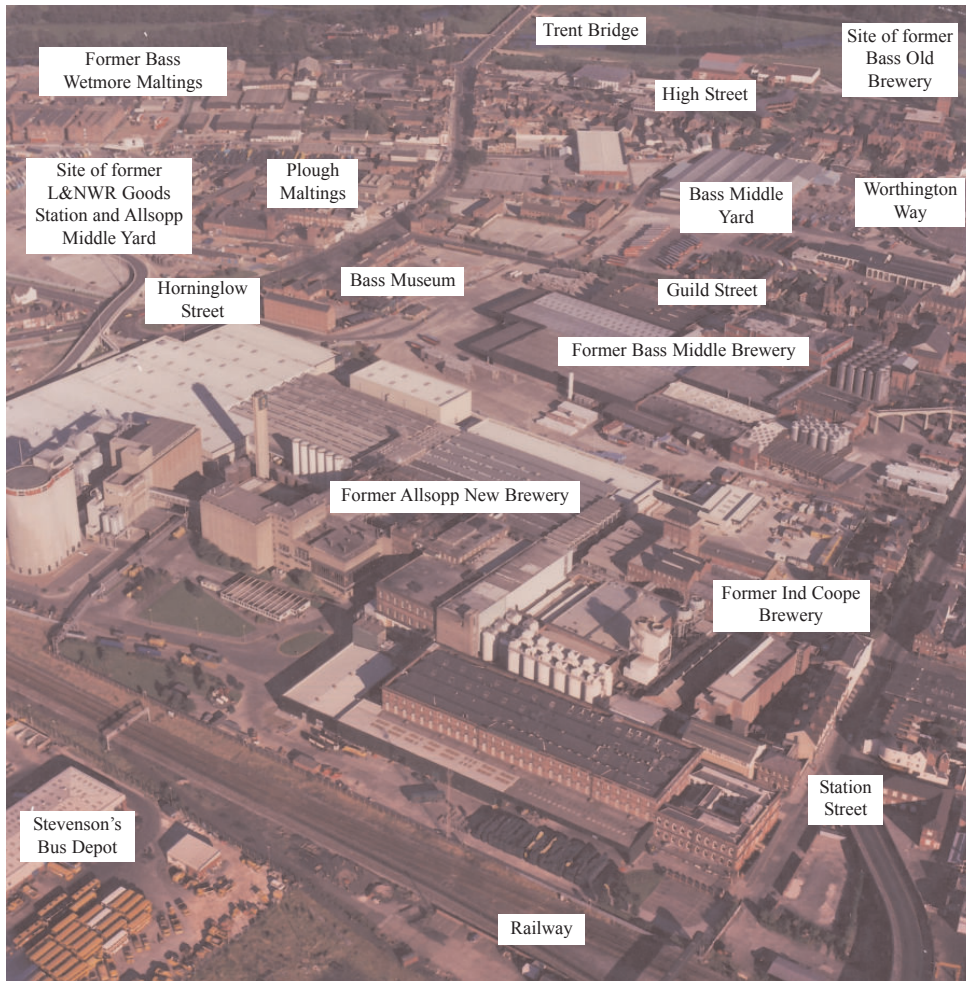 Trent Bridge
Site of former
Bass Old
Brewery
Former Bass
Wetmore Maltings
High Street
Site of former
L&NWR Goods
Station and Allsopp
Middle Yard
Plough
Maltings
Bass Middle
Yard
Worthington
Way
Bass Museum
Horninglow
Street
Guild Street
Former Bass Middle Brewery
Former Allsopp New Brewery
Former Ind Coope
Brewery
Station
Street
Stevenson's
Bus Depot
Railway